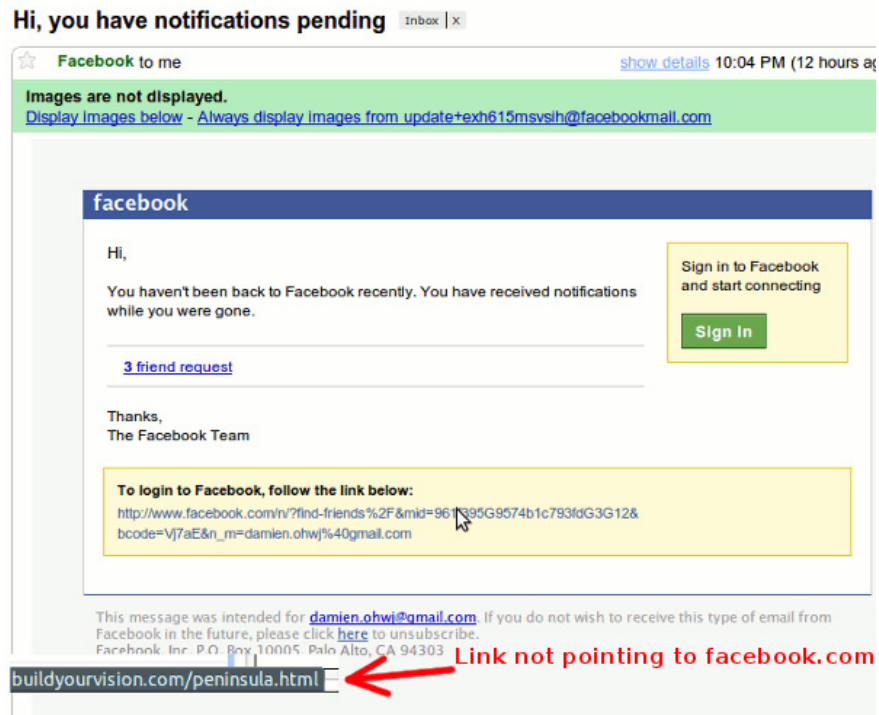 Hi, you have notifications pending Inbox X
Facebook to me show details 10:04 PM (12 hours ag
Images are not displayed.
Display images below - Always display images from update+exh615msvsih@facebookmail.com
facebook
Hi,
You haven't been back to Facebook recently. You have received notifications
while you were gone.
3 friend request
Thanks,
The Facebook Team
Sign in to Facebook
and start connecting
Sign In
To login to Facebook, follow the link below:
http://www.facebook.com/n/?find-friends%2F&mid= bcode=Vj7aE&n_m=damien.ohwj%40gmail.com
This message was intended for damien.ohwj@gmail.com. If you do not wish to receive this type of email from
Facebook in the future, please click here to unsubscribe.
Facebook, Inc. P.O. Box 10005, Palo Alto, CA 94303
Link not pointing to facebook.com
buildyourvision.com/peninsula.html